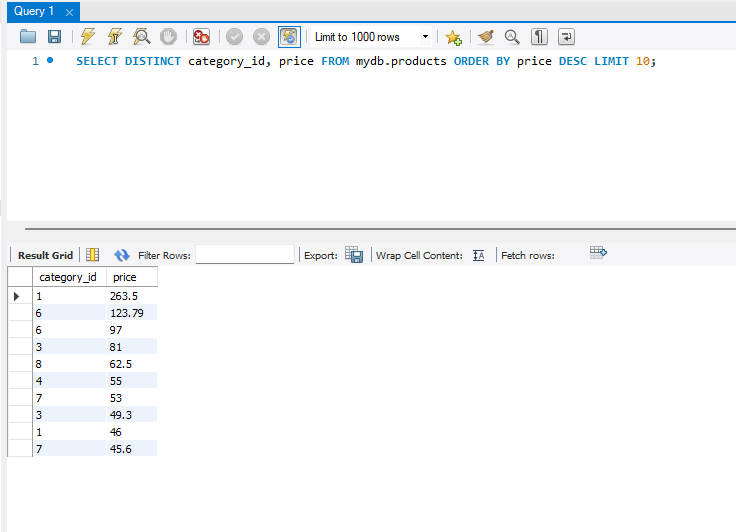 Query 1
Limit to 1000 rows
1 SELECT DISTINCT category_id, price FROM mydb.products ORDER BY price DESC LIMIT 10;
Result Grid Filter Rows: Export: Wrap Cell Content: IA Fetch rows:
category_id price
1 263.5
6 123.79
6 97
3 81
8 62.5
4 55
7 53
3 49.3
1 46
7 45.6